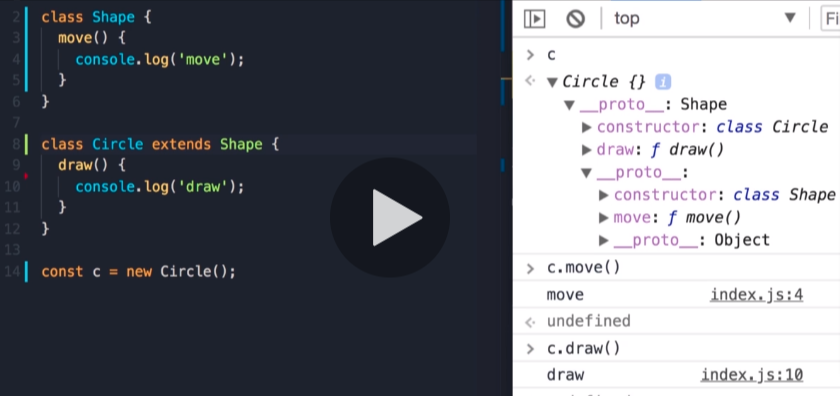 2 class Shape {
3 move() {
4 console.log('move');
5 }
6 }
7
8 class Circle extends Shape {
9 draw() {
10 console.log('draw');
11 }
12 }
13
14 const c = new Circle();
top
Fi
> c
Circle {} i
__proto__: Shape
constructor: class Circle
draw: ƒ draw()
__proto__:
constructor: class Shape
move: ƒ move()
__proto__: Object
> c.move()
move index.js:4
undefined
> c.draw()
draw index.js:10